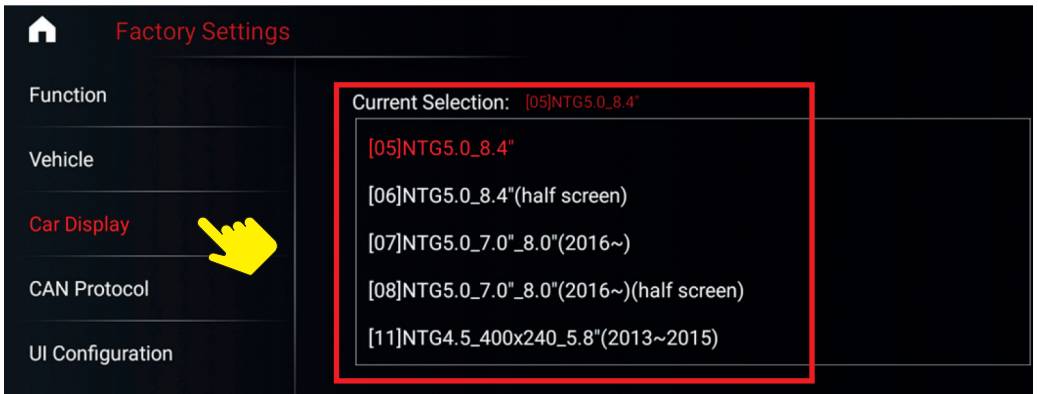 Factory Settings
Function
Vehicle
Car Display
CAN Protocol
UI Configuration
Current Selection: [05]NTG5.0_8.4"
[05]NTG5.0_8.4"
[06]NTG5.0_8.4"(half screen)
[07]NTG5.0_7.0"_8.0"(2016~)
[08]NTG5.0_7.0"_8.0"(2016~)(half screen)
[11]NTG4.5_400x240_5.8"(2013~2015)